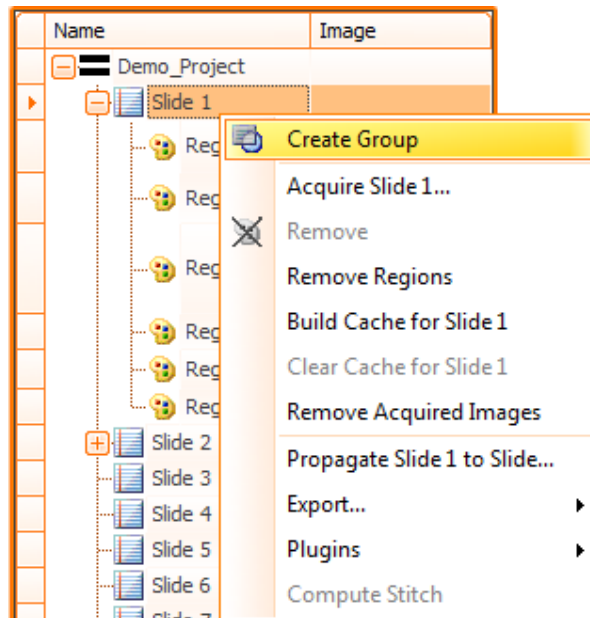 Name Image
Demo_Project
Slide 1
Create Group
Reg
Acquire Slide 1...
Reg
Remove
Reg
Remove Regions
Build Cache for Slide 1
Reg
Clear Cache for Slide 1
Reg
Remove Acquired Images
Reg
Slide 2
Propagate Slide 1 to Slide...
Slide 3
Export...
Slide 4
Plugins
Slide 5
Compute Stitch
Slide 6